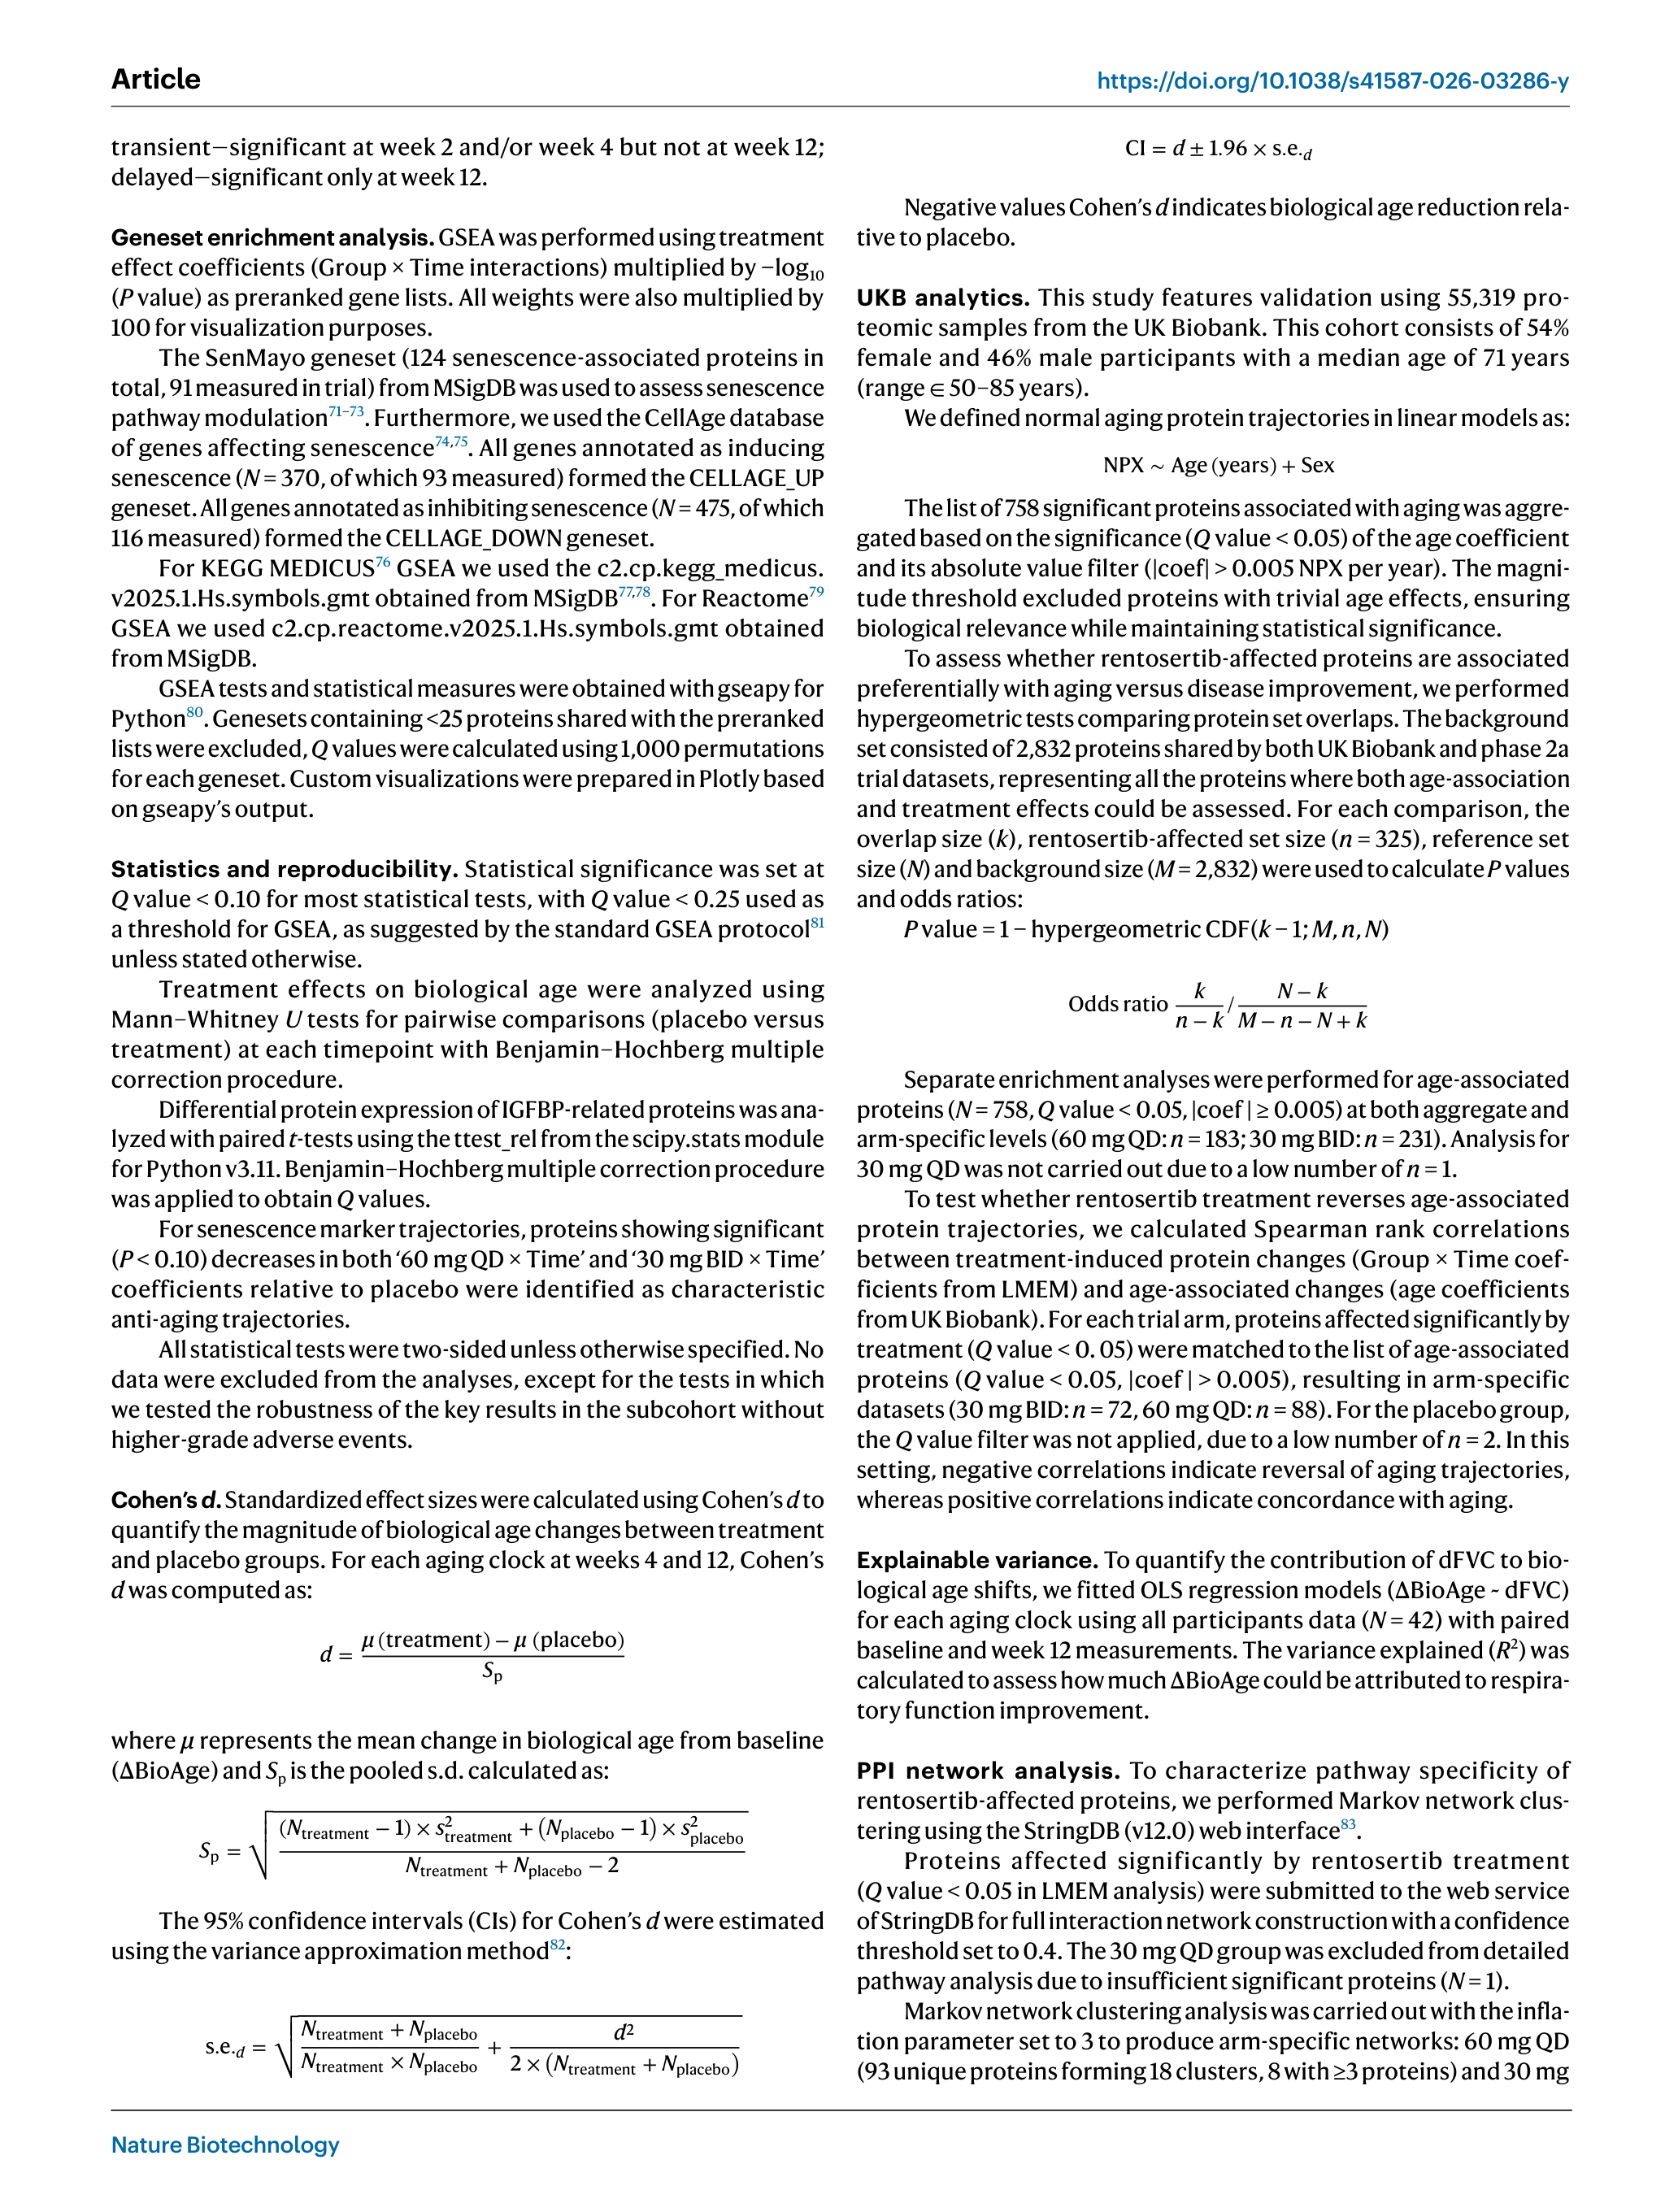 Article
https://doi.org/10.1038/s41587-026-03286-y
transient—significant at week 2 and/or week 4 but not at week 12;
delayed—significant only at week 12.
Geneset enrichment analysis. GSEA was performed using treatment
effect coefficients (Group × Time interactions) multiplied by −log₁₀
(P value) as preranked gene lists. All weights were also multiplied by
100 for visualization purposes.
The SenMayo geneset (124 senescence-associated proteins in
total, 91 measured in trial) from MSigDB was used to assess senescence
pathway modulation⁷¹⁻⁷³. Furthermore, we used the CellAge database
of genes affecting senescence⁷⁴,⁷⁵. All genes annotated as inducing
senescence (N = 370, of which 93 measured) formed the CELLAGE_UP
geneset. All genes annotated as inhibiting senescence (N = 475, of which
116 measured) formed the CELLAGE_DOWN geneset.
For KEGG MEDICUS⁷⁶ GSEA we used the c2.cp.kegg_medicus.
v2025.1.Hs.symbols.gmt obtained from MSigDB⁷⁷,⁷⁸. For Reactome⁷⁹
GSEA we used c2.cp.reactome.v2025.1.Hs.symbols.gmt obtained
from MSigDB.
GSEA tests and statistical measures were obtained with gseapy for
Python⁸⁰. Genesets containing <25 proteins shared with the preranked
lists were excluded, Q values were calculated using 1,000 permutations
for each geneset. Custom visualizations were prepared in Plotly based
on gseapy's output.
Statistics and reproducibility. Statistical significance was set at
Q value < 0.10 for most statistical tests, with Q value < 0.25 used as
a threshold for GSEA, as suggested by the standard GSEA protocol⁸¹
unless stated otherwise.
Treatment effects on biological age were analyzed using
Mann–Whitney U tests for pairwise comparisons (placebo versus
treatment) at each timepoint with Benjamin–Hochberg multiple
correction procedure.
Differential protein expression of IGFBP-related proteins was ana-
lyzed with paired t-tests using the ttest_rel from the scipy.stats module
for Python v3.11. Benjamin–Hochberg multiple correction procedure
was applied to obtain Q values.
For senescence marker trajectories, proteins showing significant
(P < 0.10) decreases in both ‘60 mg QD × Time’ and ‘30 mg BID × Time’
coefficients relative to placebo were identified as characteristic
anti-aging trajectories.
All statistical tests were two-sided unless otherwise specified. No
data were excluded from the analyses, except for the tests in which
we tested the robustness of the key results in the subcohort without
higher-grade adverse events.
Cohen's d. Standardized effect sizes were calculated using Cohen's d to
quantify the magnitude of biological age changes between treatment
and placebo groups. For each aging clock at weeks 4 and 12, Cohen's
d was computed as:
d = (μ (treatment) − μ (placebo)) / Sₚ
where μ represents the mean change in biological age from baseline
(ΔBioAge) and Sₚ is the pooled s.d. calculated as:
Sₚ = √(((N_treatment − 1) × s²_treatment + (N_placebo − 1) × s²_placebo) / (N_treatment + N_placebo − 2))
The 95% confidence intervals (CIs) for Cohen's d were estimated
using the variance approximation method⁸²:
s.e._d = √((N_treatment + N_placebo) / (N_treatment × N_placebo) + d² / (2 × (N_treatment + N_placebo)))
CI = d ± 1.96 × s.e._d
Negative values Cohen's d indicates biological age reduction rela-
tive to placebo.
UKB analytics. This study features validation using 55,319 pro-
teomic samples from the UK Biobank. This cohort consists of 54%
female and 46% male participants with a median age of 71 years
(range ∈ 50–85 years).
We defined normal aging protein trajectories in linear models as:
NPX ~ Age (years) + Sex
The list of 758 significant proteins associated with aging was aggre-
gated based on the significance (Q value < 0.05) of the age coefficient
and its absolute value filter (|coef| > 0.005 NPX per year). The magni-
tude threshold excluded proteins with trivial age effects, ensuring
biological relevance while maintaining statistical significance.
To assess whether rentosertib-affected proteins are associated
preferentially with aging versus disease improvement, we performed
hypergeometric tests comparing protein set overlaps. The background
set consisted of 2,832 proteins shared by both UK Biobank and phase 2a
trial datasets, representing all the proteins where both age-association
and treatment effects could be assessed. For each comparison, the
overlap size (k), rentosertib-affected set size (n = 325), reference set
size (N) and background size (M = 2,832) were used to calculate P values
and odds ratios:
P value = 1 − hypergeometric CDF(k − 1; M, n, N)
Odds ratio k / (n − k) / (N − k) / (M − n − N + k)
Separate enrichment analyses were performed for age-associated
proteins (N = 758, Q value < 0.05, |coef | ≥ 0.005) at both aggregate and
arm-specific levels (60 mg QD: n = 183; 30 mg BID: n = 231). Analysis for
30 mg QD was not carried out due to a low number of n = 1.
To test whether rentosertib treatment reverses age-associated
protein trajectories, we calculated Spearman rank correlations
between treatment-induced protein changes (Group × Time coef-
ficients from LMEM) and age-associated changes (age coefficients
from UK Biobank). For each trial arm, proteins affected significantly by
treatment (Q value < 0. 05) were matched to the list of age-associated
proteins (Q value < 0.05, |coef | > 0.005), resulting in arm-specific
datasets (30 mg BID: n = 72, 60 mg QD: n = 88). For the placebo group,
the Q value filter was not applied, due to a low number of n = 2. In this
setting, negative correlations indicate reversal of aging trajectories,
whereas positive correlations indicate concordance with aging.
Explainable variance. To quantify the contribution of dFVC to bio-
logical age shifts, we fitted OLS regression models (ΔBioAge ~ dFVC)
for each aging clock using all participants data (N = 42) with paired
baseline and week 12 measurements. The variance explained (R²) was
calculated to assess how much ΔBioAge could be attributed to respira-
tory function improvement.
PPI network analysis. To characterize pathway specificity of
rentosertib-affected proteins, we performed Markov network clus-
tering using the StringDB (v12.0) web interface⁸³.
Proteins affected significantly by rentosertib treatment
(Q value < 0.05 in LMEM analysis) were submitted to the web service
of StringDB for full interaction network construction with a confidence
threshold set to 0.4. The 30 mg QD group was excluded from detailed
pathway analysis due to insufficient significant proteins (N = 1).
Markov network clustering analysis was carried out with the infla-
tion parameter set to 3 to produce arm-specific networks: 60 mg QD
(93 unique proteins forming 18 clusters, 8 with ≥3 proteins) and 30 mg
Nature Biotechnology